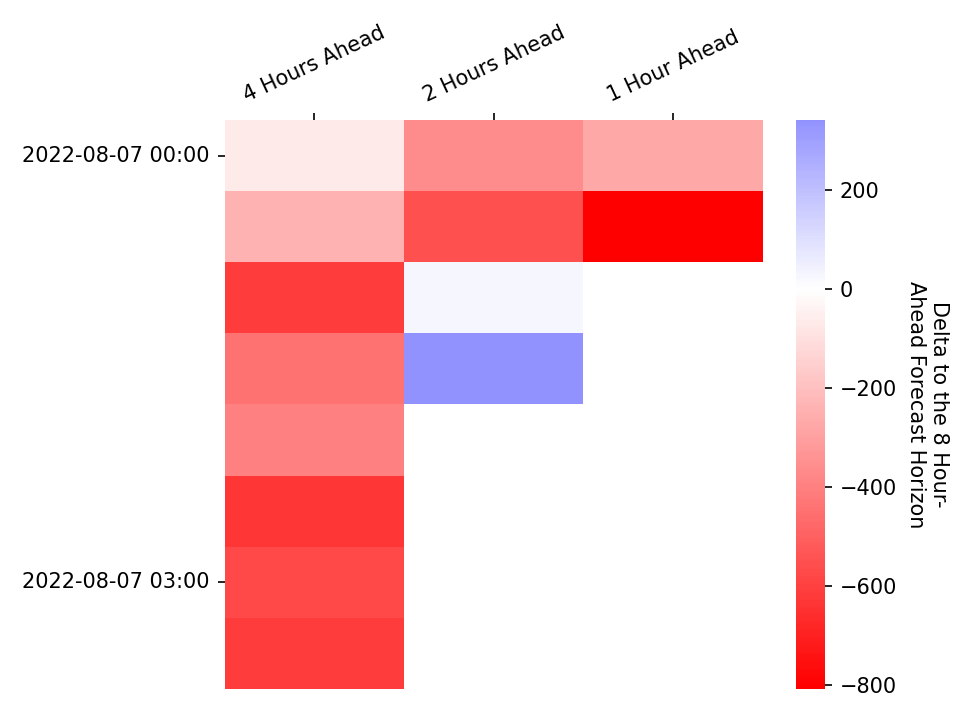 4 Hours Ahead
2 Hours Ahead
1 Hour Ahead
2022-08-07 00:00
2022-08-07 03:00
200
0
−200
−400
−600
−800
Delta to the 8 Hour-
Ahead Forecast Horizon